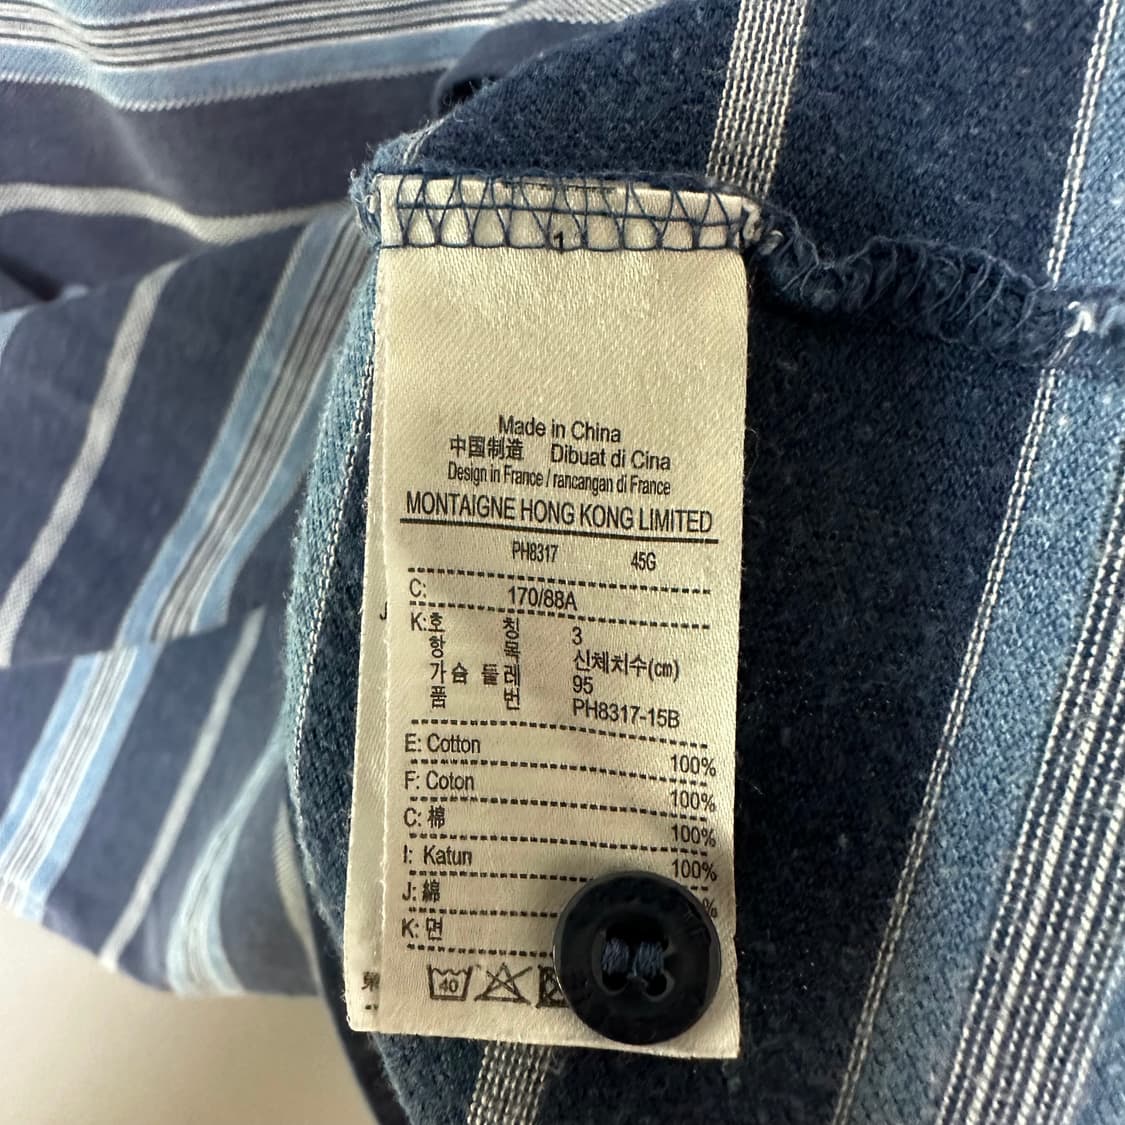 1
Made in China
中国制造 Dibuat di Cina
Design in France / rancangan di France
MONTAIGNE HONG KONG LIMITED
PH8317 45G
C: 170/88A
K:호 칭 3
항 목 신체치수(cm)
가슴 둘레 95
품 번 PH8317-15B
E: Cotton 100%
F: Coton 100%
C: 棉 100%
I: Katun 100%
J: 綿 %
K: 면
40